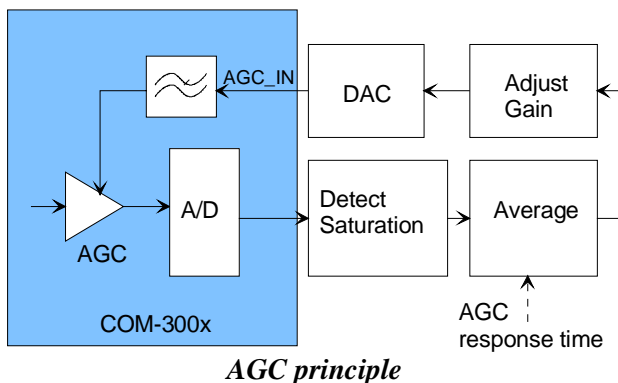 AGC_IN
DAC
Adjust
Gain
A/D
Detect
Saturation
Average
AGC
COM-300x
AGC
response time
AGC principle